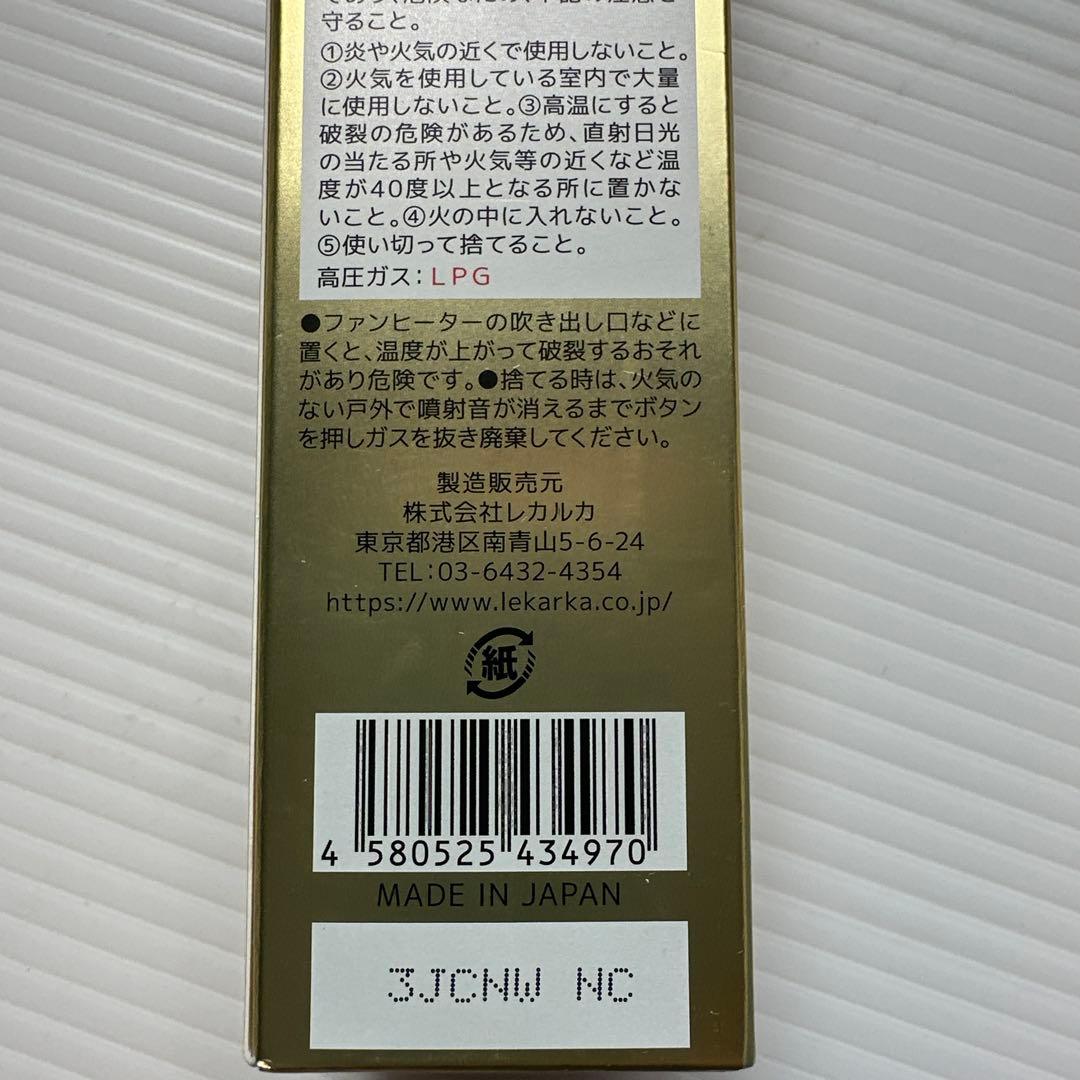 守ること。
①炎や火気の近くで使用しないこと。
②火気を使用している室内で大量
に使用しないこと。③高温にすると
破裂の危険があるため、直射日光
の当たる所や火気等の近くなど温
度が40度以上となる所に置かな
いこと。④火の中に入れないこと。
⑤使い切って捨てること。
高圧ガス：LPG
●ファンヒーターの吹き出し口などに
置くと、温度が上がって破裂するおそれ
があり危険です。●捨てる時は、火気の
ない戸外で噴射音が消えるまでボタン
を押しガスを抜き廃棄してください。
製造販売元
株式会社レカルカ
東京都港区南青山5-6-24
TEL：03-6432-4354
https://www.lekarka.co.jp/
紙
4 580525 434970
MADE IN JAPAN
3JCNW NC